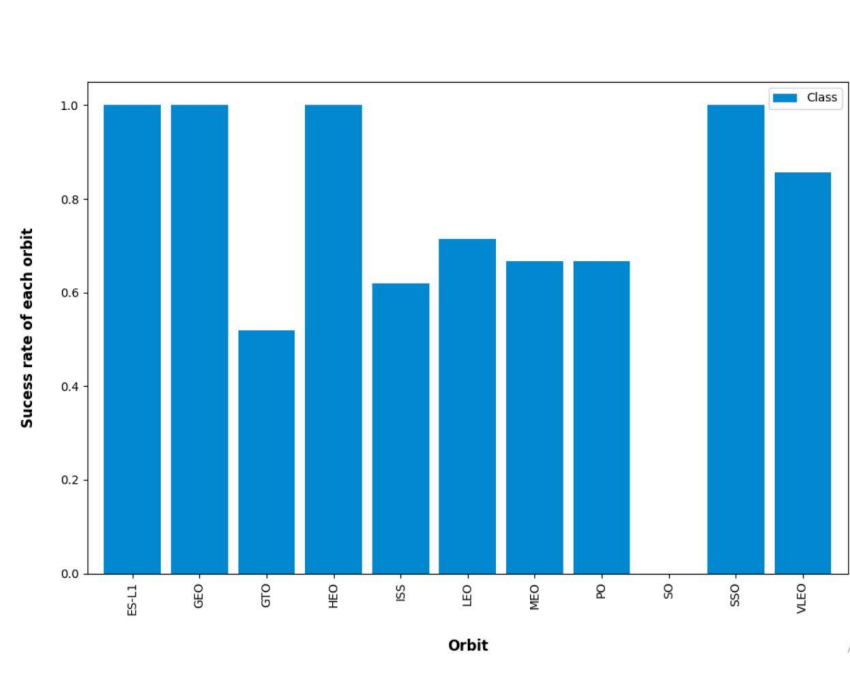 Class
1.0
0.8
0.6
0.4
0.2
0.0
Sucess rate of each orbit
ES-L1
GEO
GTO
HEO
ISS
LEO
MEO
PO
SO
SSO
VLEO
Orbit